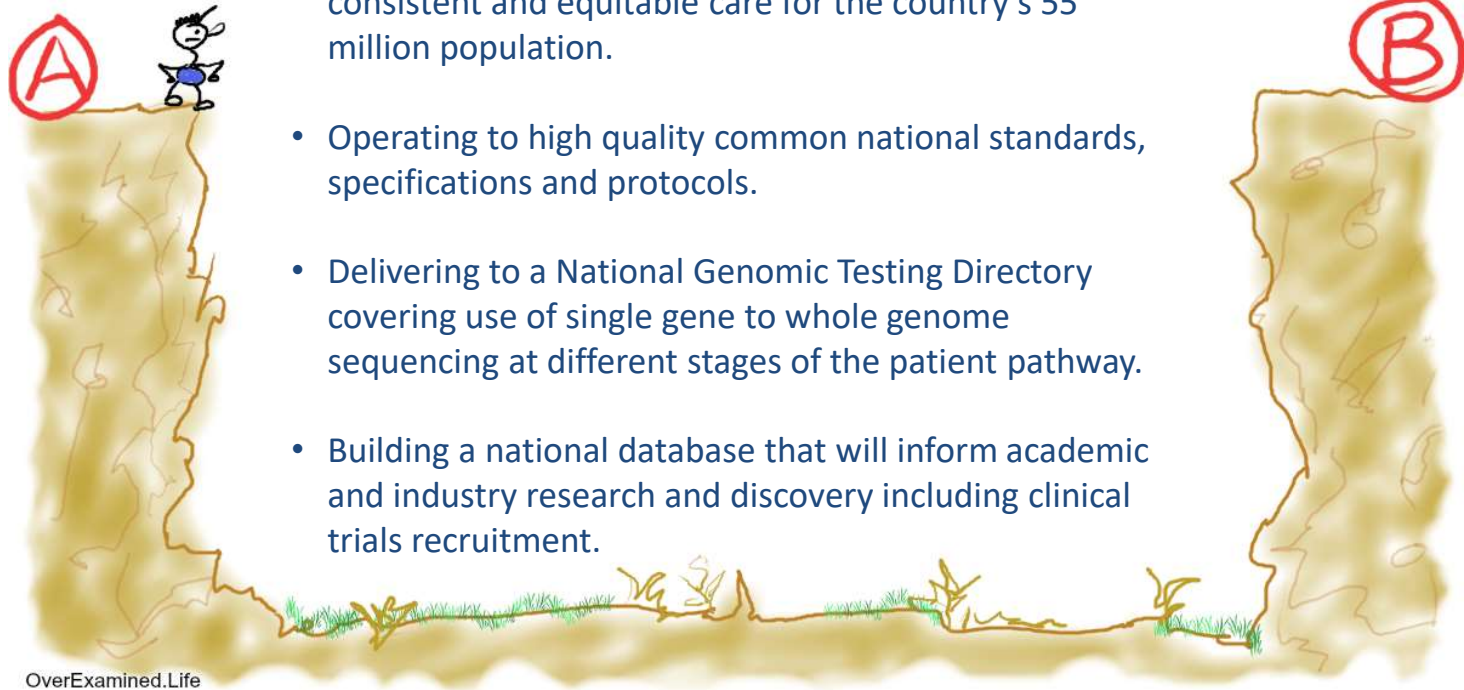 consistent and equitable care for the country's 55
million population.
A
B
• Operating to high quality common national standards,
specifications and protocols.
• Delivering to a National Genomic Testing Directory
covering use of single gene to whole genome
sequencing at different stages of the patient pathway.
• Building a national database that will inform academic
and industry research and discovery including clinical
trials recruitment.
OverExamined.Life